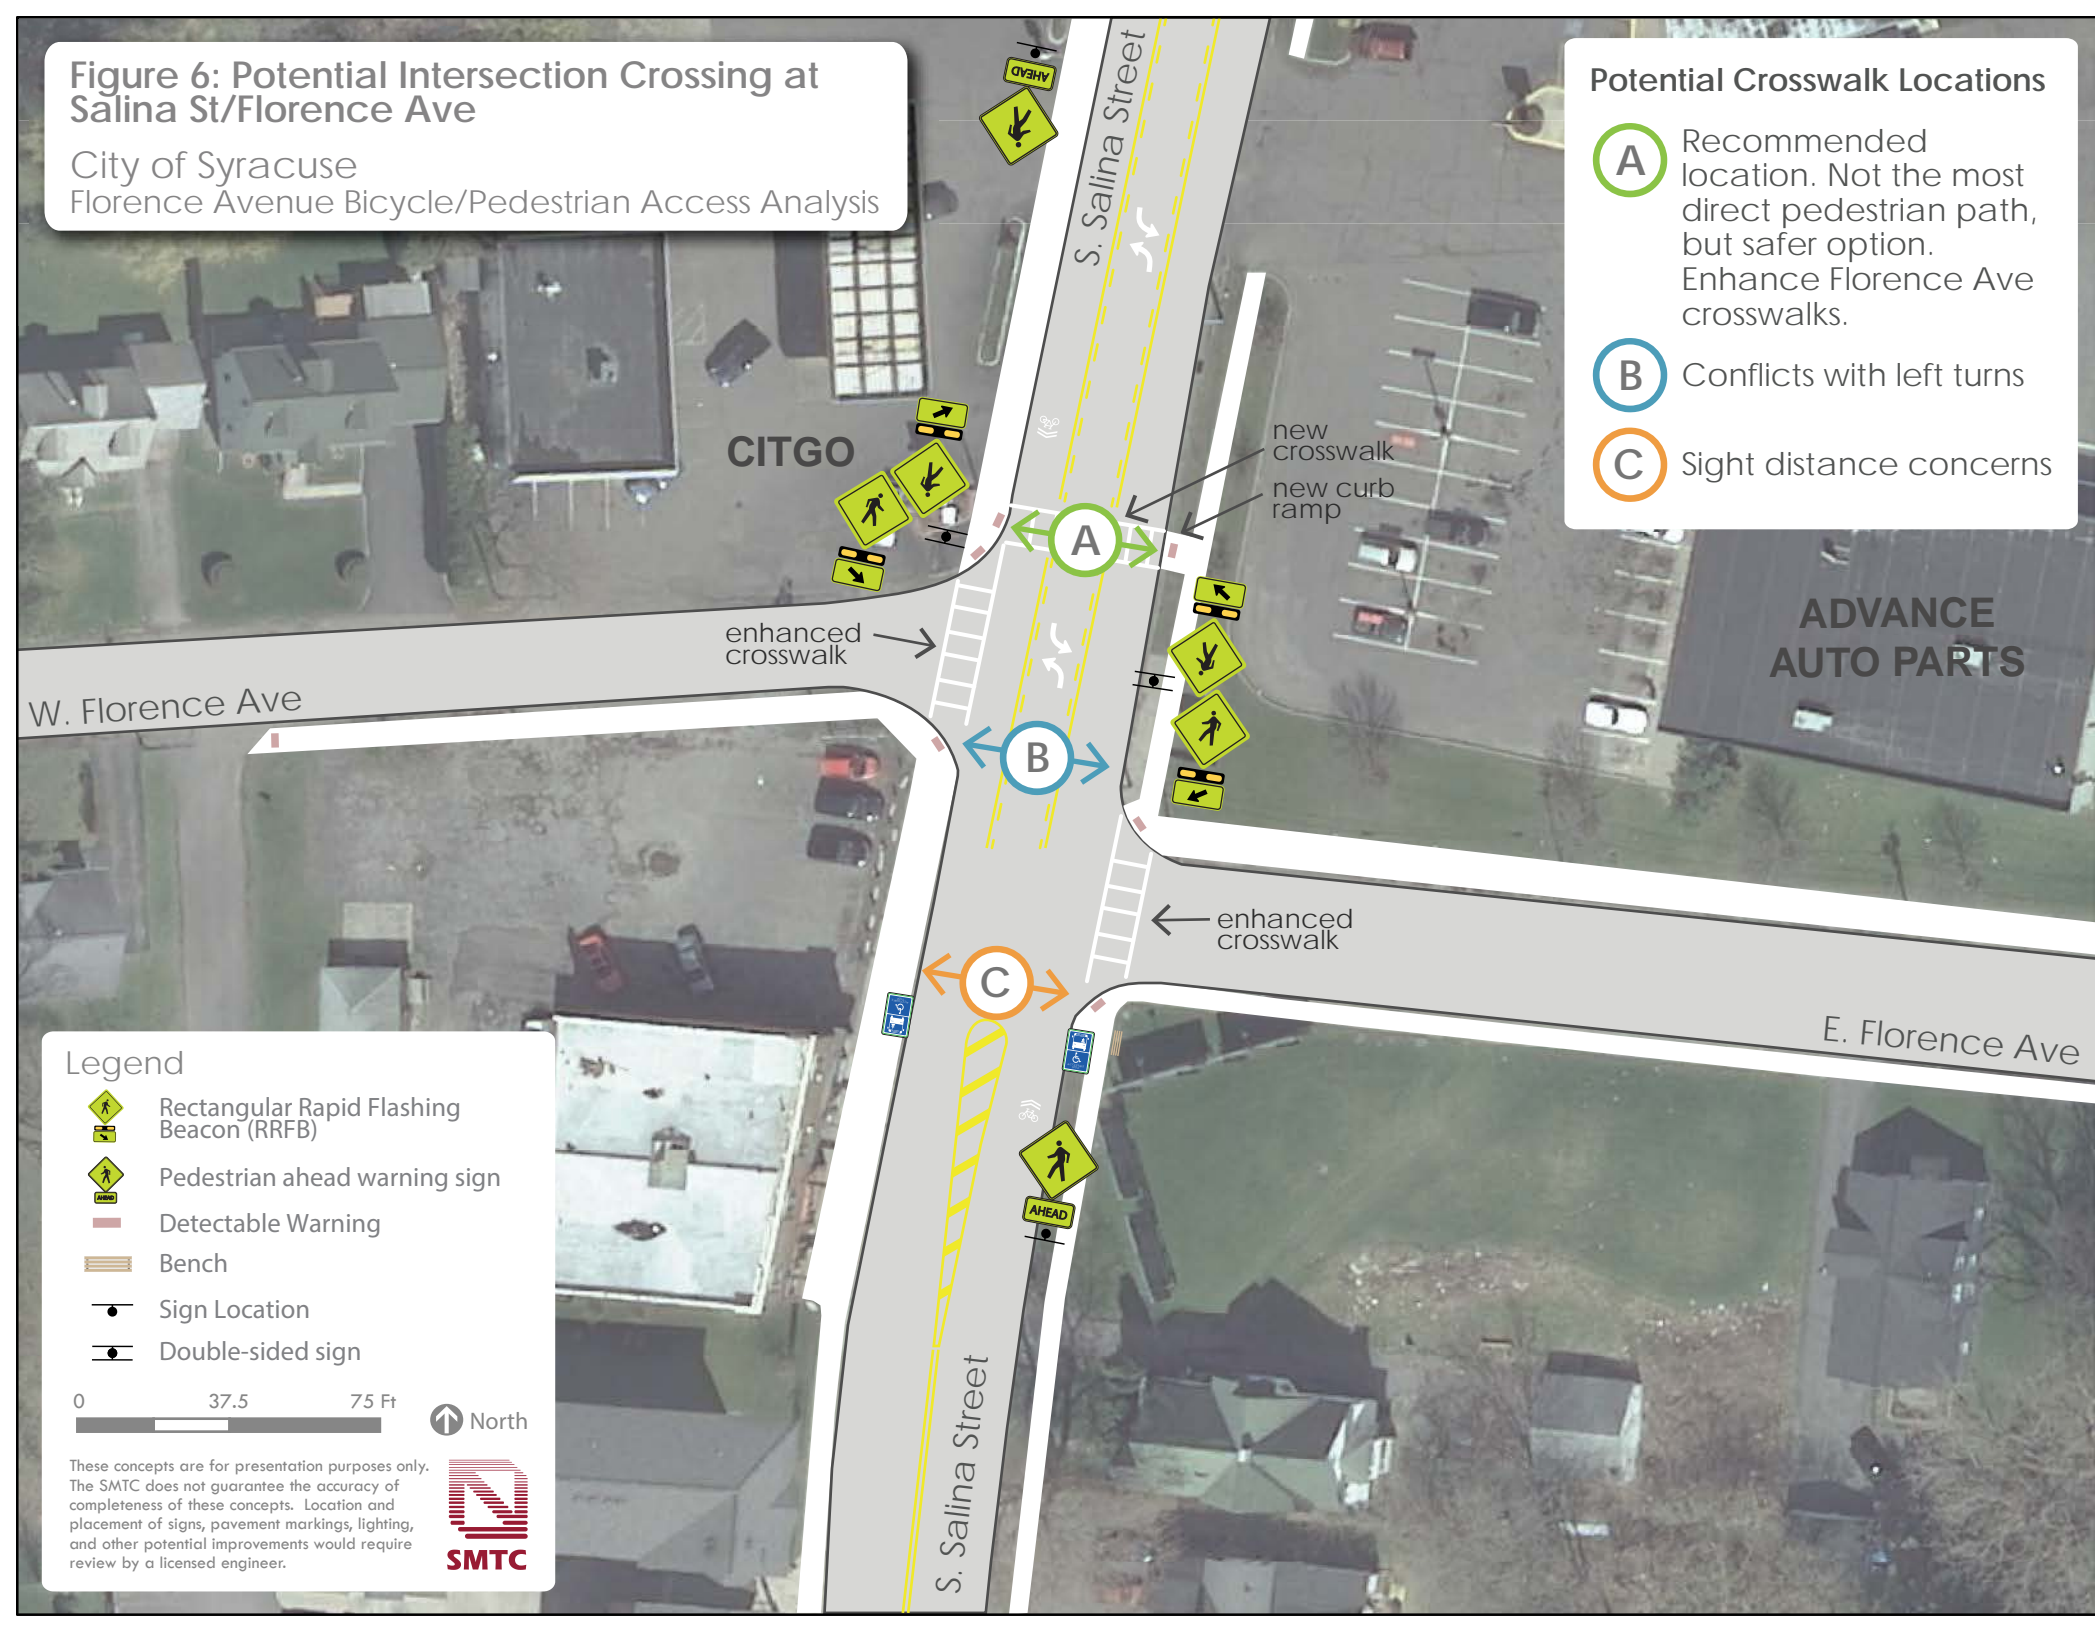 Figure 6: Potential Intersection Crossing at
Salina St/Florence Ave
City of Syracuse
Florence Avenue Bicycle/Pedestrian Access Analysis
AHEAD
S. Salina Street
Potential Crosswalk Locations
A
Recommended
location. Not the most
direct pedestrian path,
but safer option.
Enhance Florence Ave
crosswalks.
B
Conflicts with left turns
C
Sight distance concerns
CITGO
new
crosswalk
new curb
ramp
A
ADVANCE
AUTO PARTS
enhanced
crosswalk
W. Florence Ave
B
enhanced
crosswalk
C
E. Florence Ave
AHEAD
S. Salina Street
Legend
Rectangular Rapid Flashing
Beacon (RRFB)
Pedestrian ahead warning sign
AHEAD
Detectable Warning
Bench
Sign Location
Double-sided sign
0 37.5 75 Ft
North
These concepts are for presentation purposes only.
The SMTC does not guarantee the accuracy of
completeness of these concepts. Location and
placement of signs, pavement markings, lighting,
and other potential improvements would require
review by a licensed engineer.
SMTC